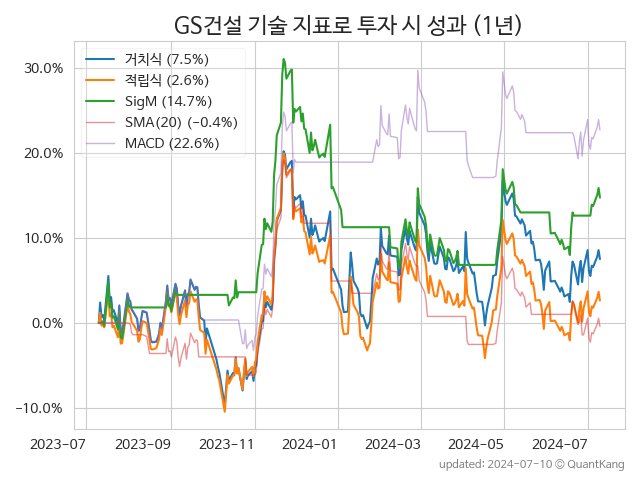 GS건설 기술 지표로 투자 시 성과 (1년)
거치식 (7.5%)
적립식 (2.6%)
SigM (14.7%)
SMA(20) (−0.4%)
MACD (22.6%)
30.0%
20.0%
10.0%
0.0%
−10.0%
2023-07 2023-09 2023-11 2024-01 2024-03 2024-05 2024-07
updated: 2024-07-10 © QuantKang